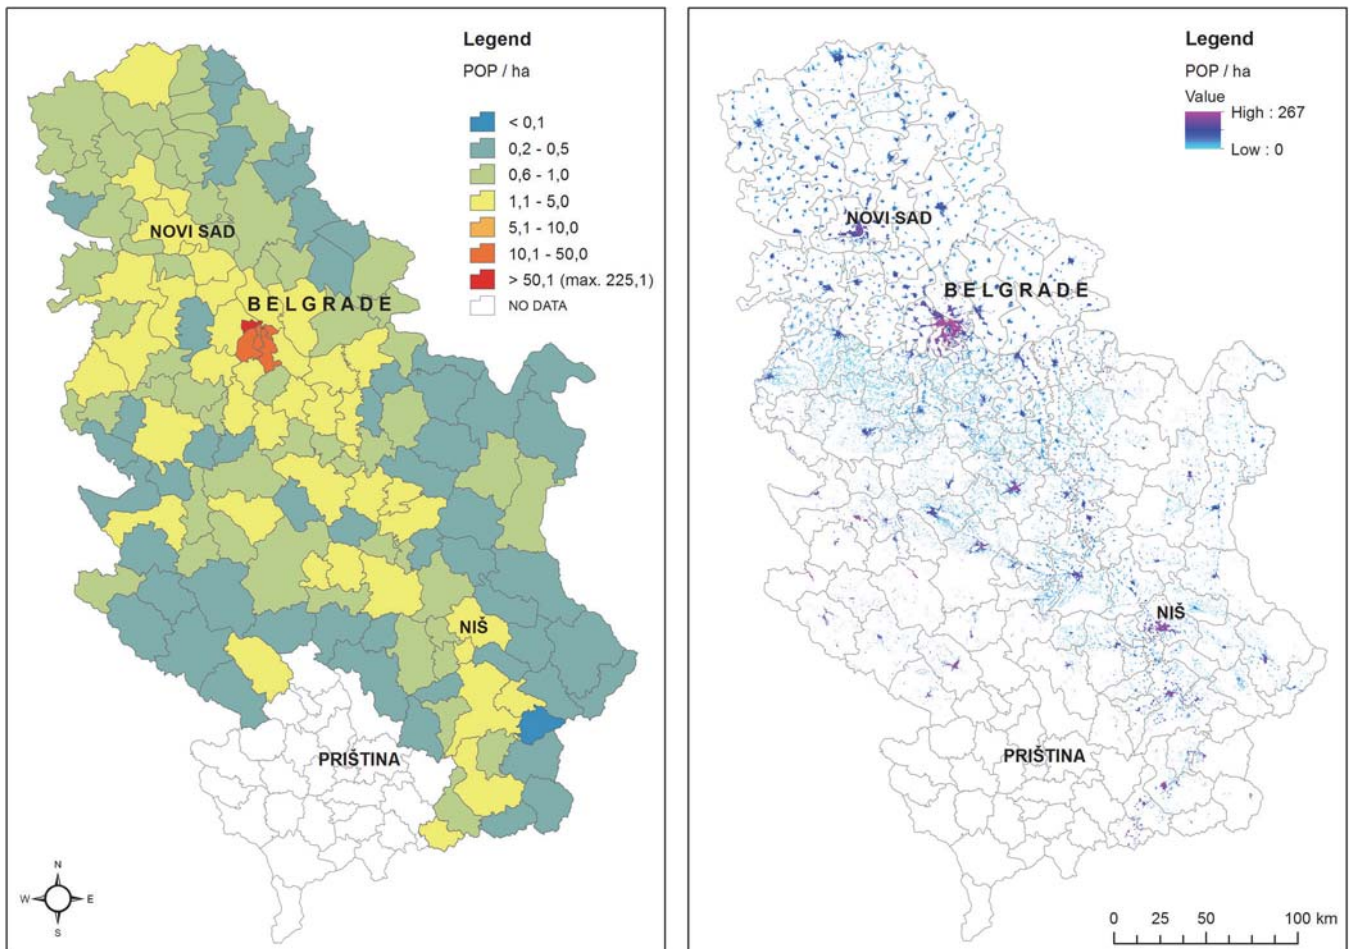 Legend
POP / ha
< 0,1
0,2 - 0,5
0,6 - 1,0
1,1 - 5,0
5,1 - 10,0
10,1 - 50,0
> 50,1 (max. 225,1)
NO DATA
NOVI SAD
BELGRADE
NIŠ
PRIŠTINA
N
W E
S
Legend
POP / ha
Value
High : 267
Low : 0
NOVI SAD
BELGRADE
NIŠ
PRIŠTINA
0 25 50 100 km